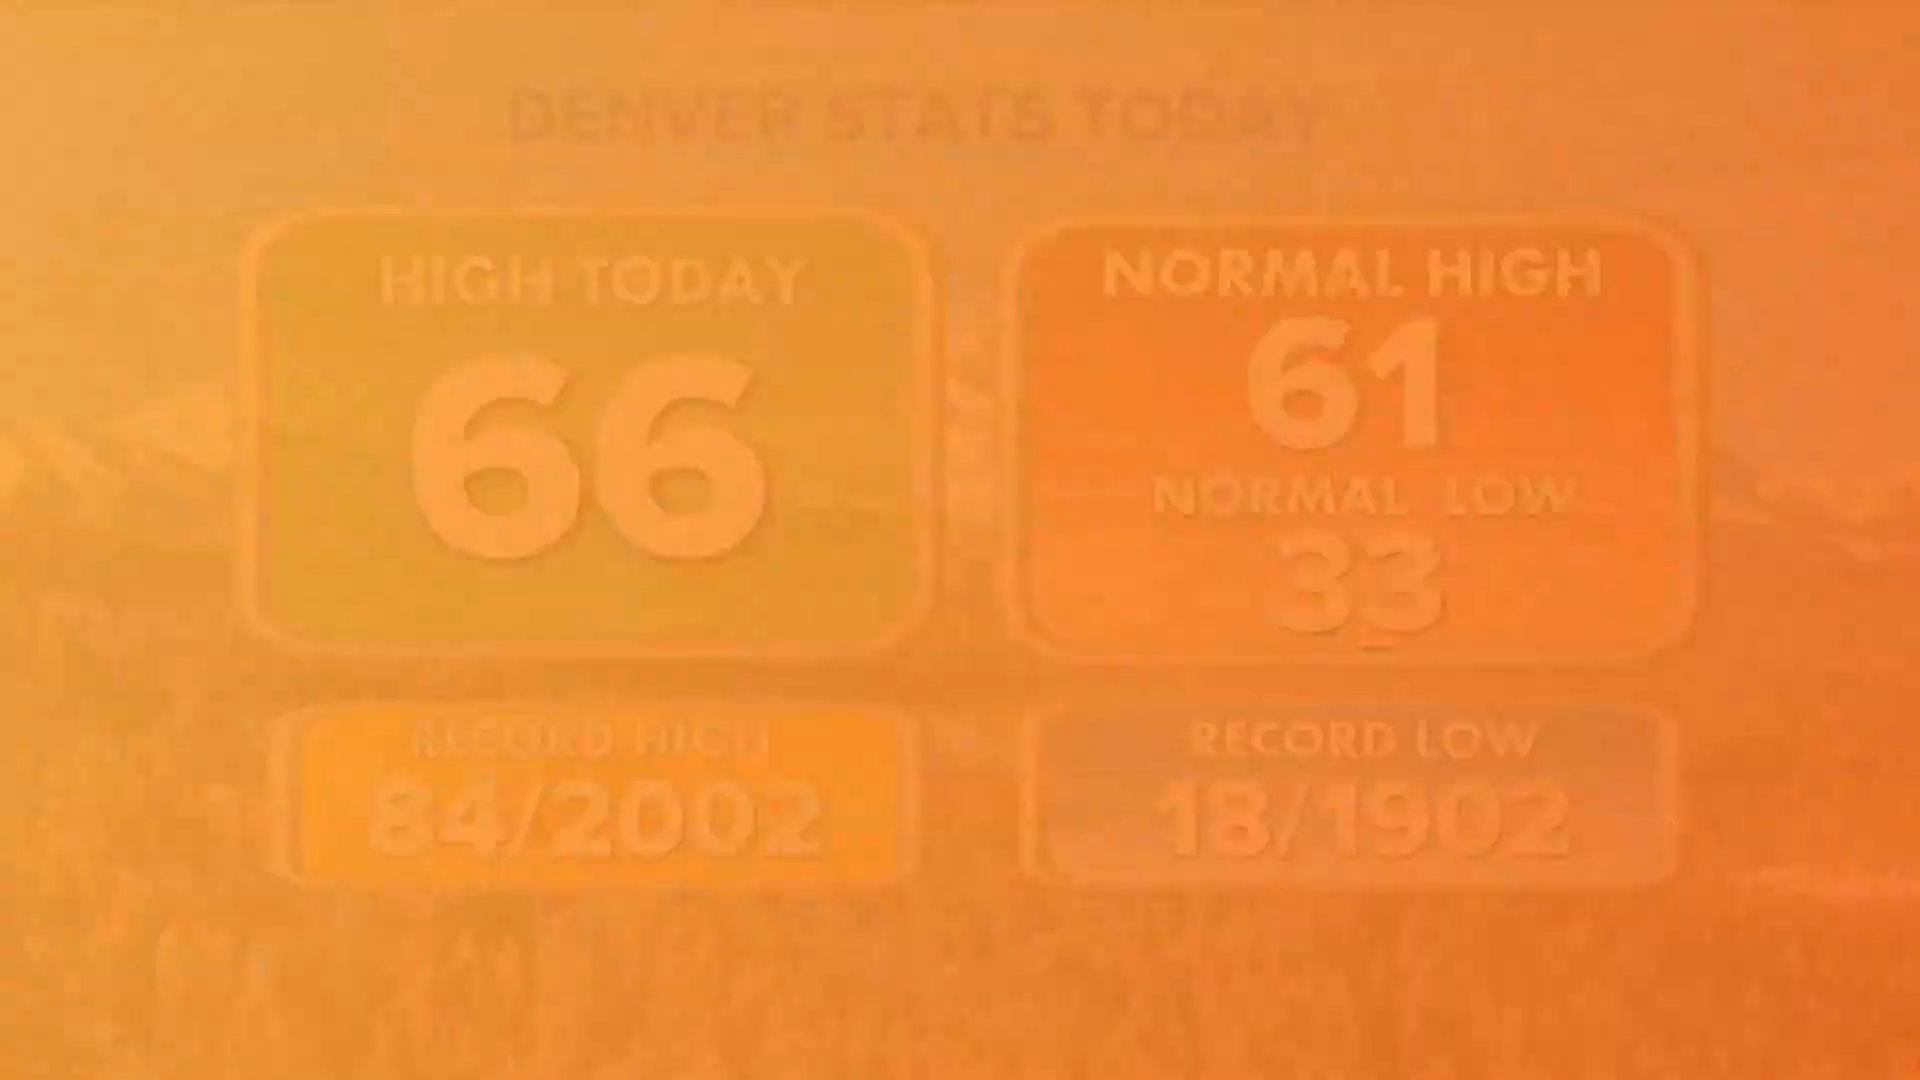 DENVER STATS TODAY
HIGH TODAY
66
NORMAL HIGH
61
NORMAL LOW
33
RECORD HIGH
84/2002
RECORD LOW
18/1902